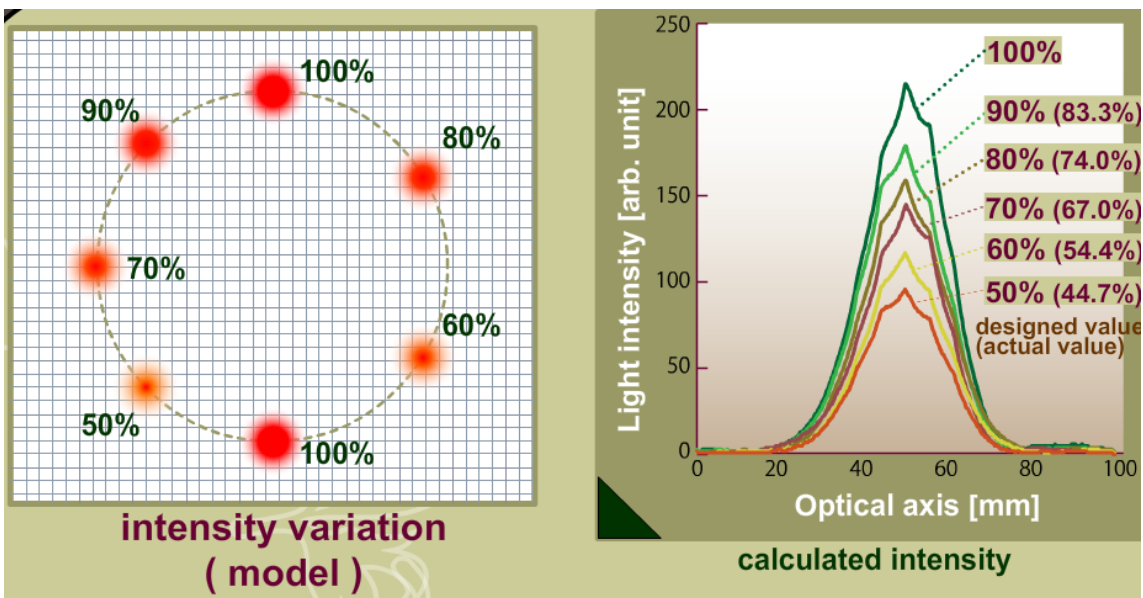 100%
90%
80%
70%
60%
50%
100%
intensity variation
( model )
250
200
150
100
50
0
0 20 40 60 80 100
Light intensity [arb. unit]
Optical axis [mm]
100%
90% (83.3%)
80% (74.0%)
70% (67.0%)
60% (54.4%)
50% (44.7%)
designed value
(actual value)
calculated intensity